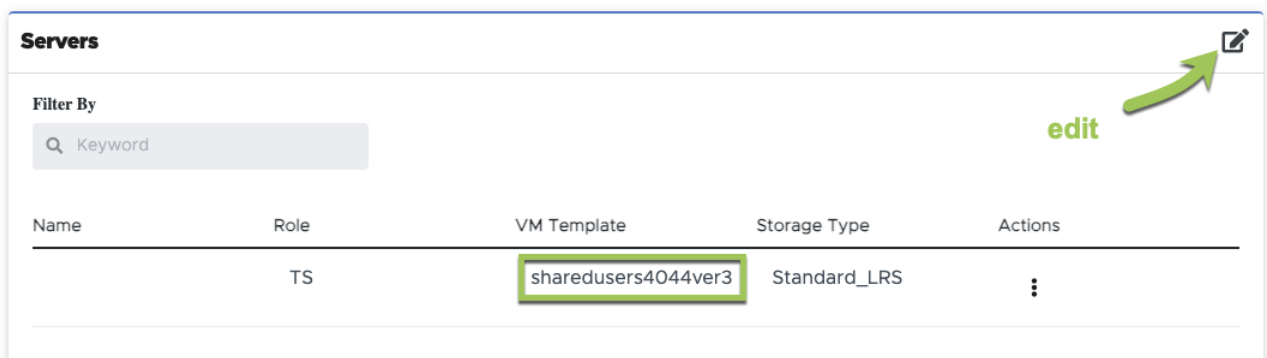 Servers
Filter By
Keyword
edit
Name Role VM Template Storage Type Actions
TS sharedusers4044ver3 Standard_LRS